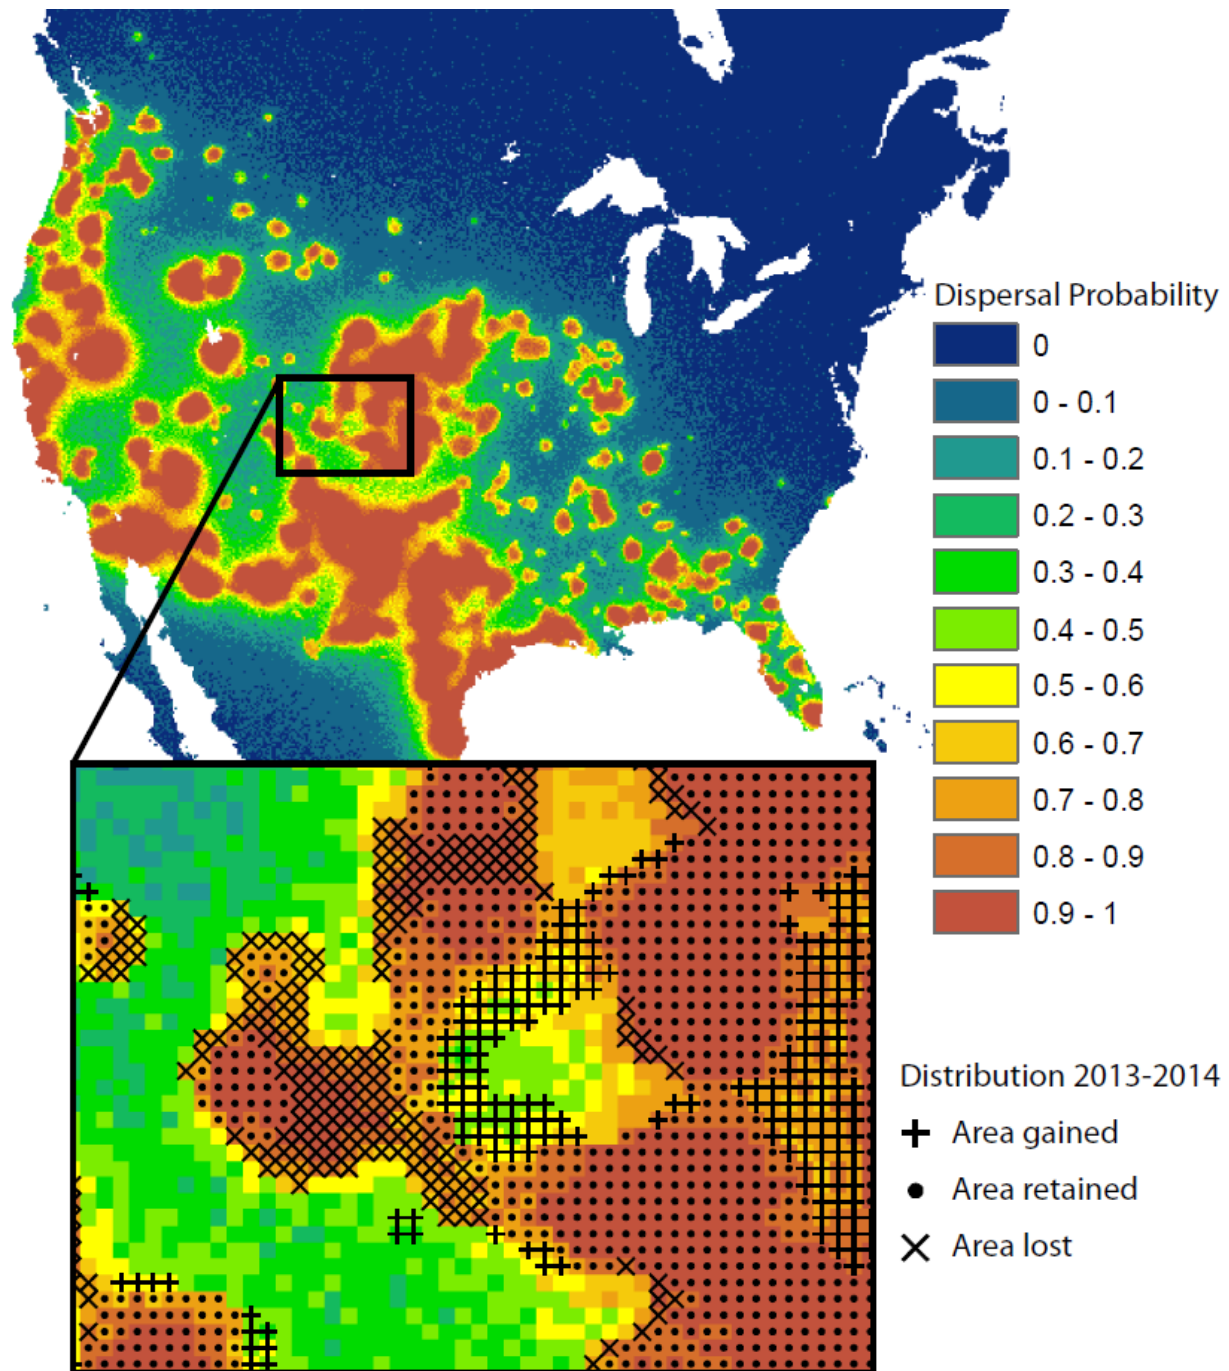 Dispersal Probability
0
0 - 0.1
0.1 - 0.2
0.2 - 0.3
0.3 - 0.4
0.4 - 0.5
0.5 - 0.6
0.6 - 0.7
0.7 - 0.8
0.8 - 0.9
0.9 - 1
Distribution 2013-2014
Area gained
Area retained
Area lost